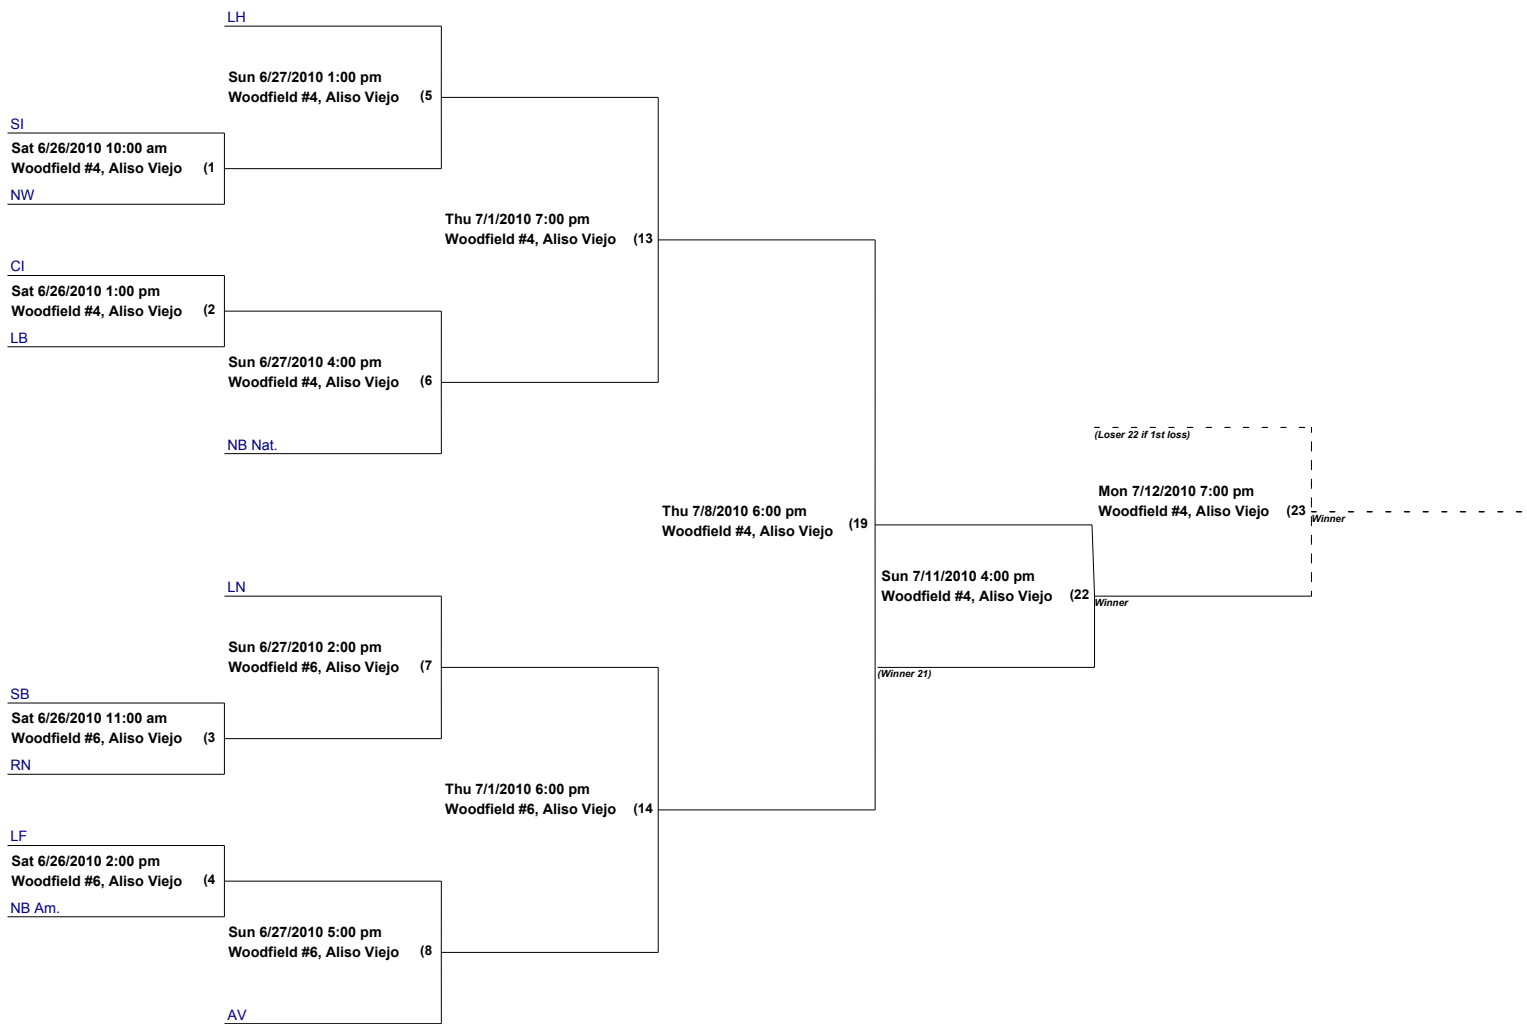 LH
Sun 6/27/2010 1:00 pm
Woodfield #4, Aliso Viejo (5
SI
Sat 6/26/2010 10:00 am
Woodfield #4, Aliso Viejo (1
NW
Thu 7/1/2010 7:00 pm
Woodfield #4, Aliso Viejo (13
CI
Sat 6/26/2010 1:00 pm
Woodfield #4, Aliso Viejo (2
LB
Sun 6/27/2010 4:00 pm
Woodfield #4, Aliso Viejo (6
NB Nat.
(Loser 22 if 1st loss)
Mon 7/12/2010 7:00 pm
Woodfield #4, Aliso Viejo (23
Winner
Thu 7/8/2010 6:00 pm
Woodfield #4, Aliso Viejo (19
Sun 7/11/2010 4:00 pm
Woodfield #4, Aliso Viejo (22
Winner
(Winner 21)
LN
Sun 6/27/2010 2:00 pm
Woodfield #6, Aliso Viejo (7
SB
Sat 6/26/2010 11:00 am
Woodfield #6, Aliso Viejo (3
RN
Thu 7/1/2010 6:00 pm
Woodfield #6, Aliso Viejo (14
LF
Sat 6/26/2010 2:00 pm
Woodfield #6, Aliso Viejo (4
NB Am.
Sun 6/27/2010 5:00 pm
Woodfield #6, Aliso Viejo (8
AV